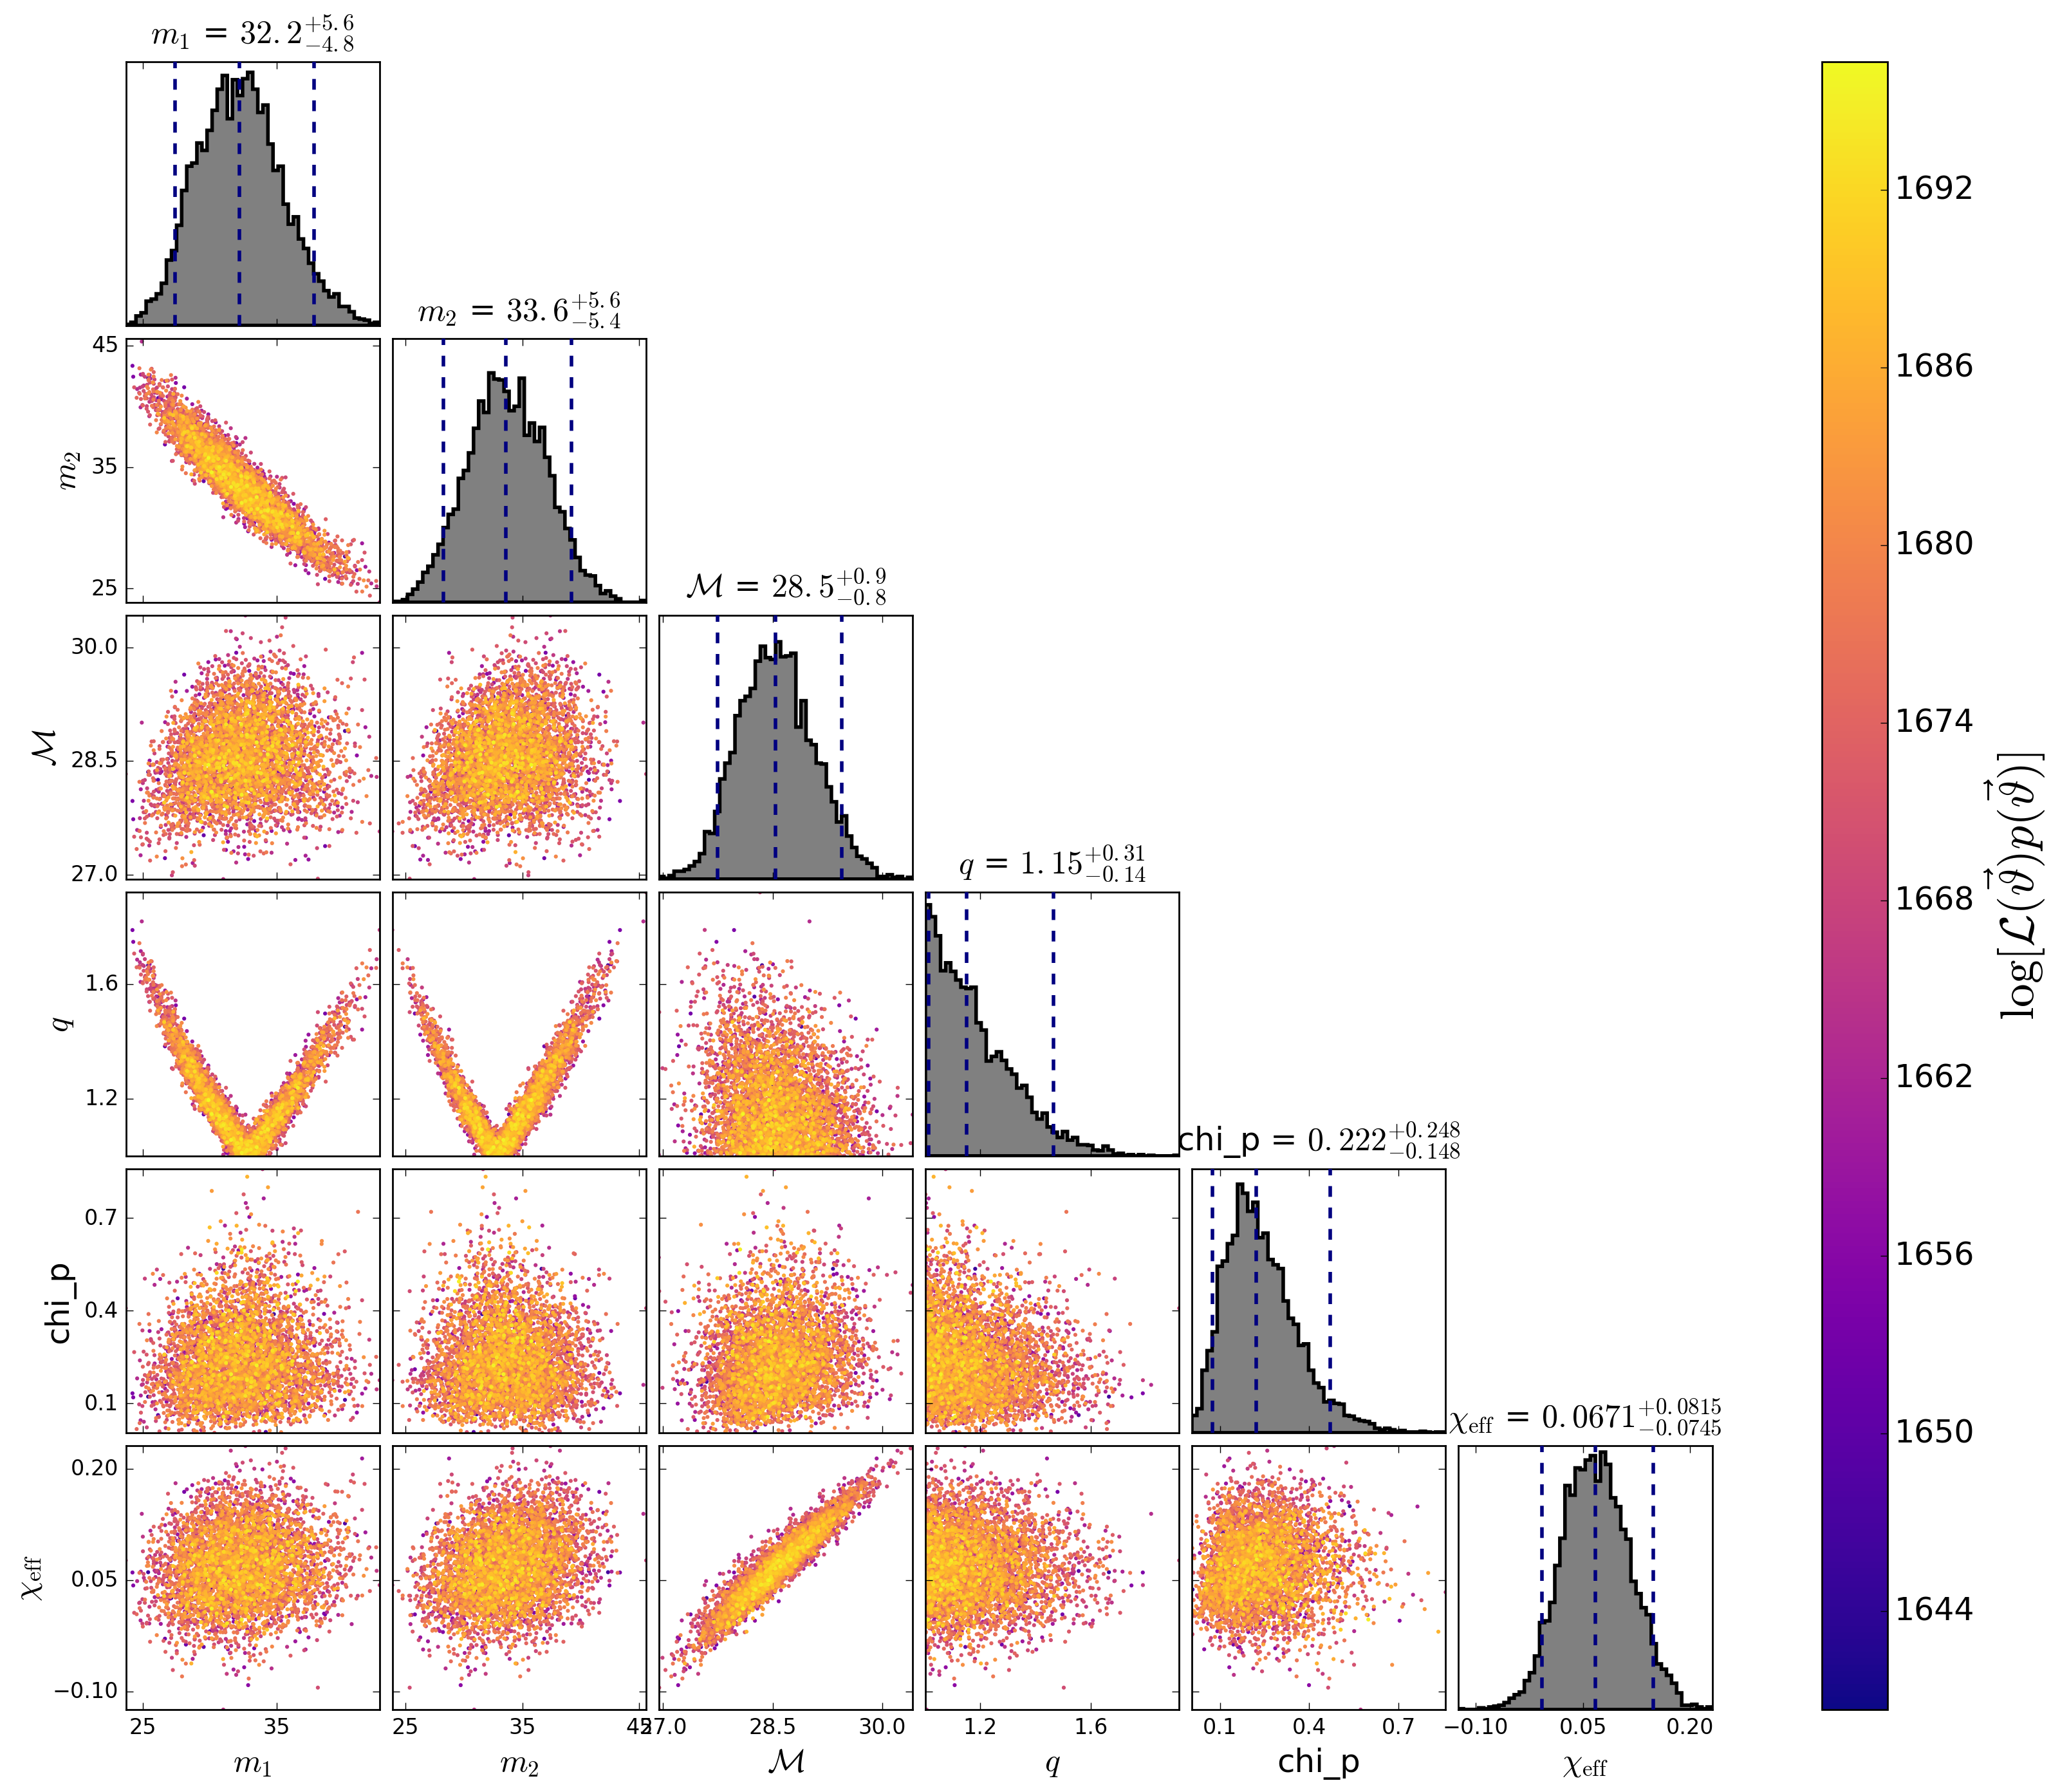 m₁ = 32.2⁺⁵·⁶₋₄.₈
m₂ = 33.6⁺⁵·⁶₋₅.₄
ℳ = 28.5⁺⁰·⁹₋₀.₈
q = 1.15⁺⁰·³¹₋₀.₁₄
chi_p = 0.222⁺⁰·²⁴⁸₋₀.₁₄₈
χeff = 0.0671⁺⁰·⁰⁸¹⁵₋₀.₀₇₄₅
45
35
25
m₂
30.0
28.5
27.0
ℳ
1.6
1.2
q
0.7
0.4
0.1
chi_p
0.20
0.05
−0.10
χeff
25 35 25 35 45 27.0 28.5 30.0 1.2 1.6 0.1 0.4 0.7 −0.10 0.05 0.20
m₁ m₂ ℳ q chi_p χeff
1692
1686
1680
1674
1668
1662
1656
1650
1644
log[ℒ(ϑ⃗)p(ϑ⃗)]